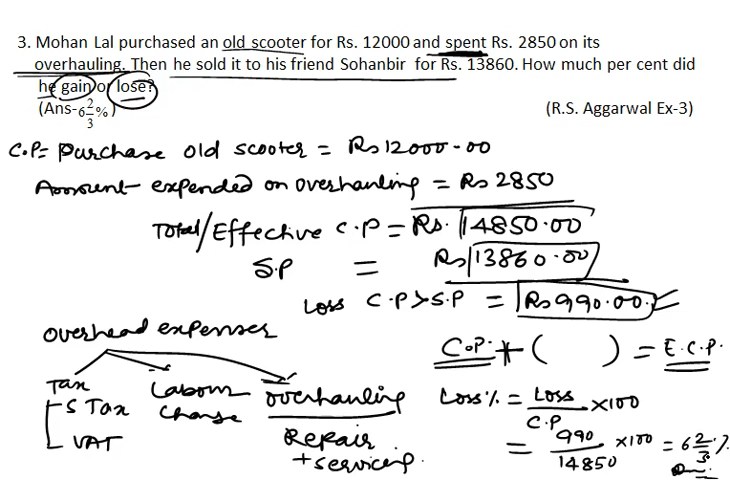 3. Mohan Lal purchased an old scooter for Rs. 12000 and spent Rs. 2850 on its
overhauling. Then he sold it to his friend Sohanbir for Rs. 13860. How much per cent did
he gain or lose?
(Ans-6 2/3 %)
(R.S. Aggarwal Ex-3)
C.P= Purchase old scooter = Rs 12000-00
Amount expended on overhauling = Rs 2850
Total/Effective C.P = Rs. 14850.00
S.P = Rs 13860.00
Loss C.P>S.P = Rs 990.00
Overhead expenses
C.P. + ( ) = E.C.P.
Tax Labour overhauling
S Tax Charge
VAT Repair
+ servicing.
Loss % = Loss / C.P × 100
= 990 / 14850 × 100 = 6 2/3 %